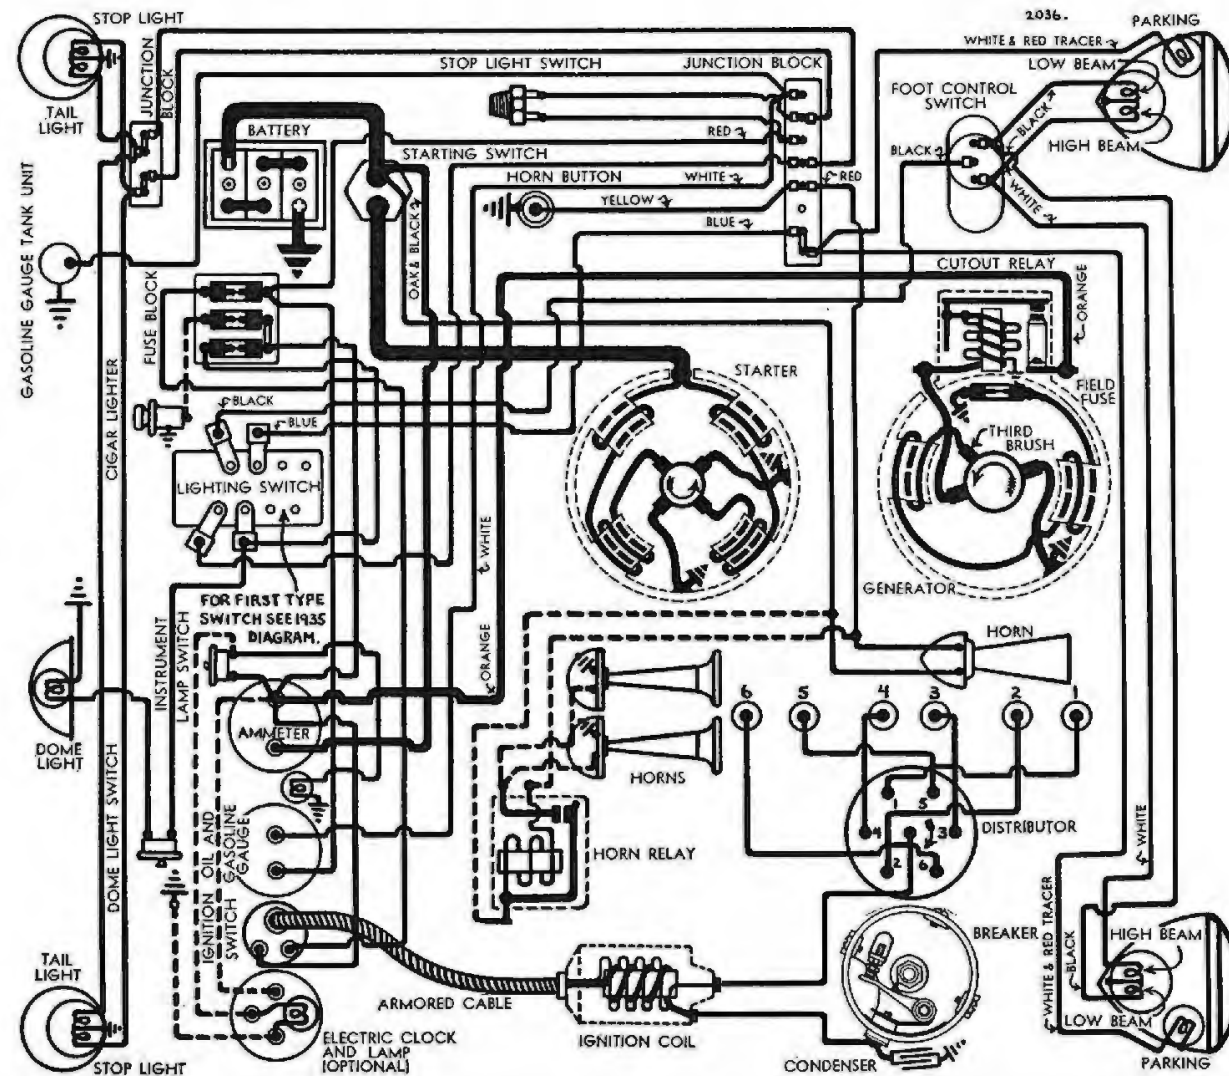 STOP LIGHT
2036.
PARKING
WHITE & RED TRACER
LOW BEAM
STOP LIGHT SWITCH
JUNCTION BLOCK
FOOT CONTROL
SWITCH
BLACK
BLACK
HIGH BEAM
JUNCTION
BLOCK
TAIL
LIGHT
BATTERY
RED
STARTING SWITCH
BLACK
HORN BUTTON
WHITE
RED
YELLOW
WHITE
BLUE
GASOLINE GAUGE TANK UNIT
OAK & BLACK
CUTOUT RELAY
ORANGE
FUSE BLOCK
STARTER
FIELD
FUSE
CIGAR LIGHTER
BLACK
BLUE
THIRD
BRUSH
LIGHTING SWITCH
WHITE
GENERATOR
FOR FIRST TYPE
SWITCH SEE 1935
DIAGRAM.
INSTRUMENT
LAMP SWITCH
ORANGE
HORN
6 5 4 3 2 1
AMMETER
DOME
LIGHT
HORNS
DOME LIGHT SWITCH
1 5
4 3
2 6
DISTRIBUTOR
WHITE
HORN RELAY
IGNITION OIL AND
SWITCH GASOLINE
GAUGE
WHITE & RED TRACER
BLACK
BREAKER
HIGH BEAM
TAIL
LIGHT
ARMORED CABLE
LOW BEAM
IGNITION COIL
ELECTRIC CLOCK
AND LAMP
(OPTIONAL)
CONDENSER
STOP LIGHT
PARKING